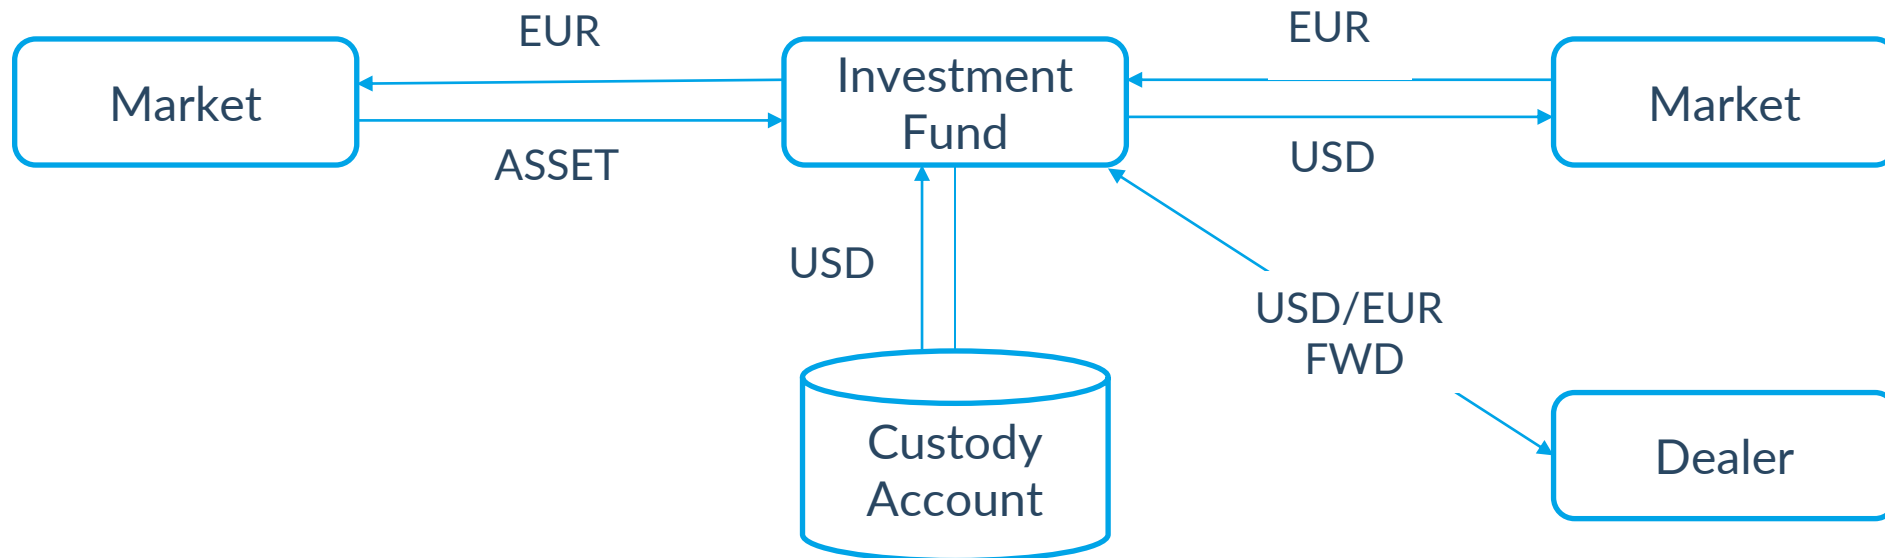 EUR
EUR
Market
Investment
Fund
Market
ASSET
USD
USD
USD/EUR
FWD
Custody
Account
Dealer